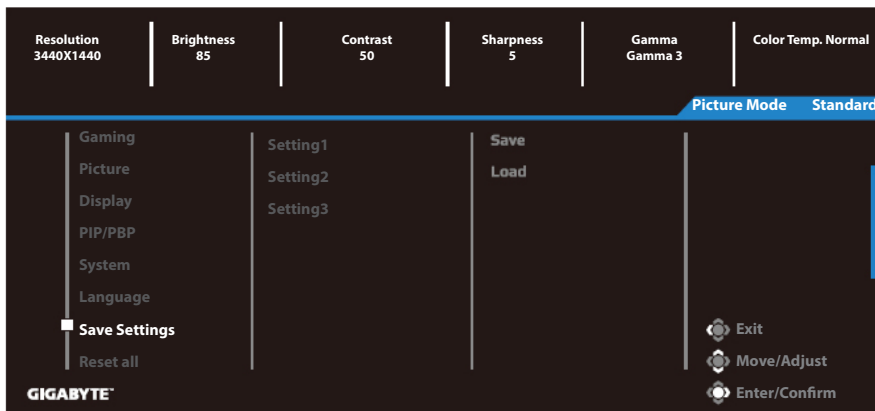 Resolution
3440X1440
Brightness
85
Contrast
50
Sharpness
5
Gamma
Gamma 3
Color Temp. Normal
Picture Mode Standard
Gaming
Picture
Display
PIP/PBP
System
Language
Save Settings
Reset all
Setting1
Setting2
Setting3
Save
Load
Exit
Move/Adjust
Enter/Confirm
GIGABYTE™